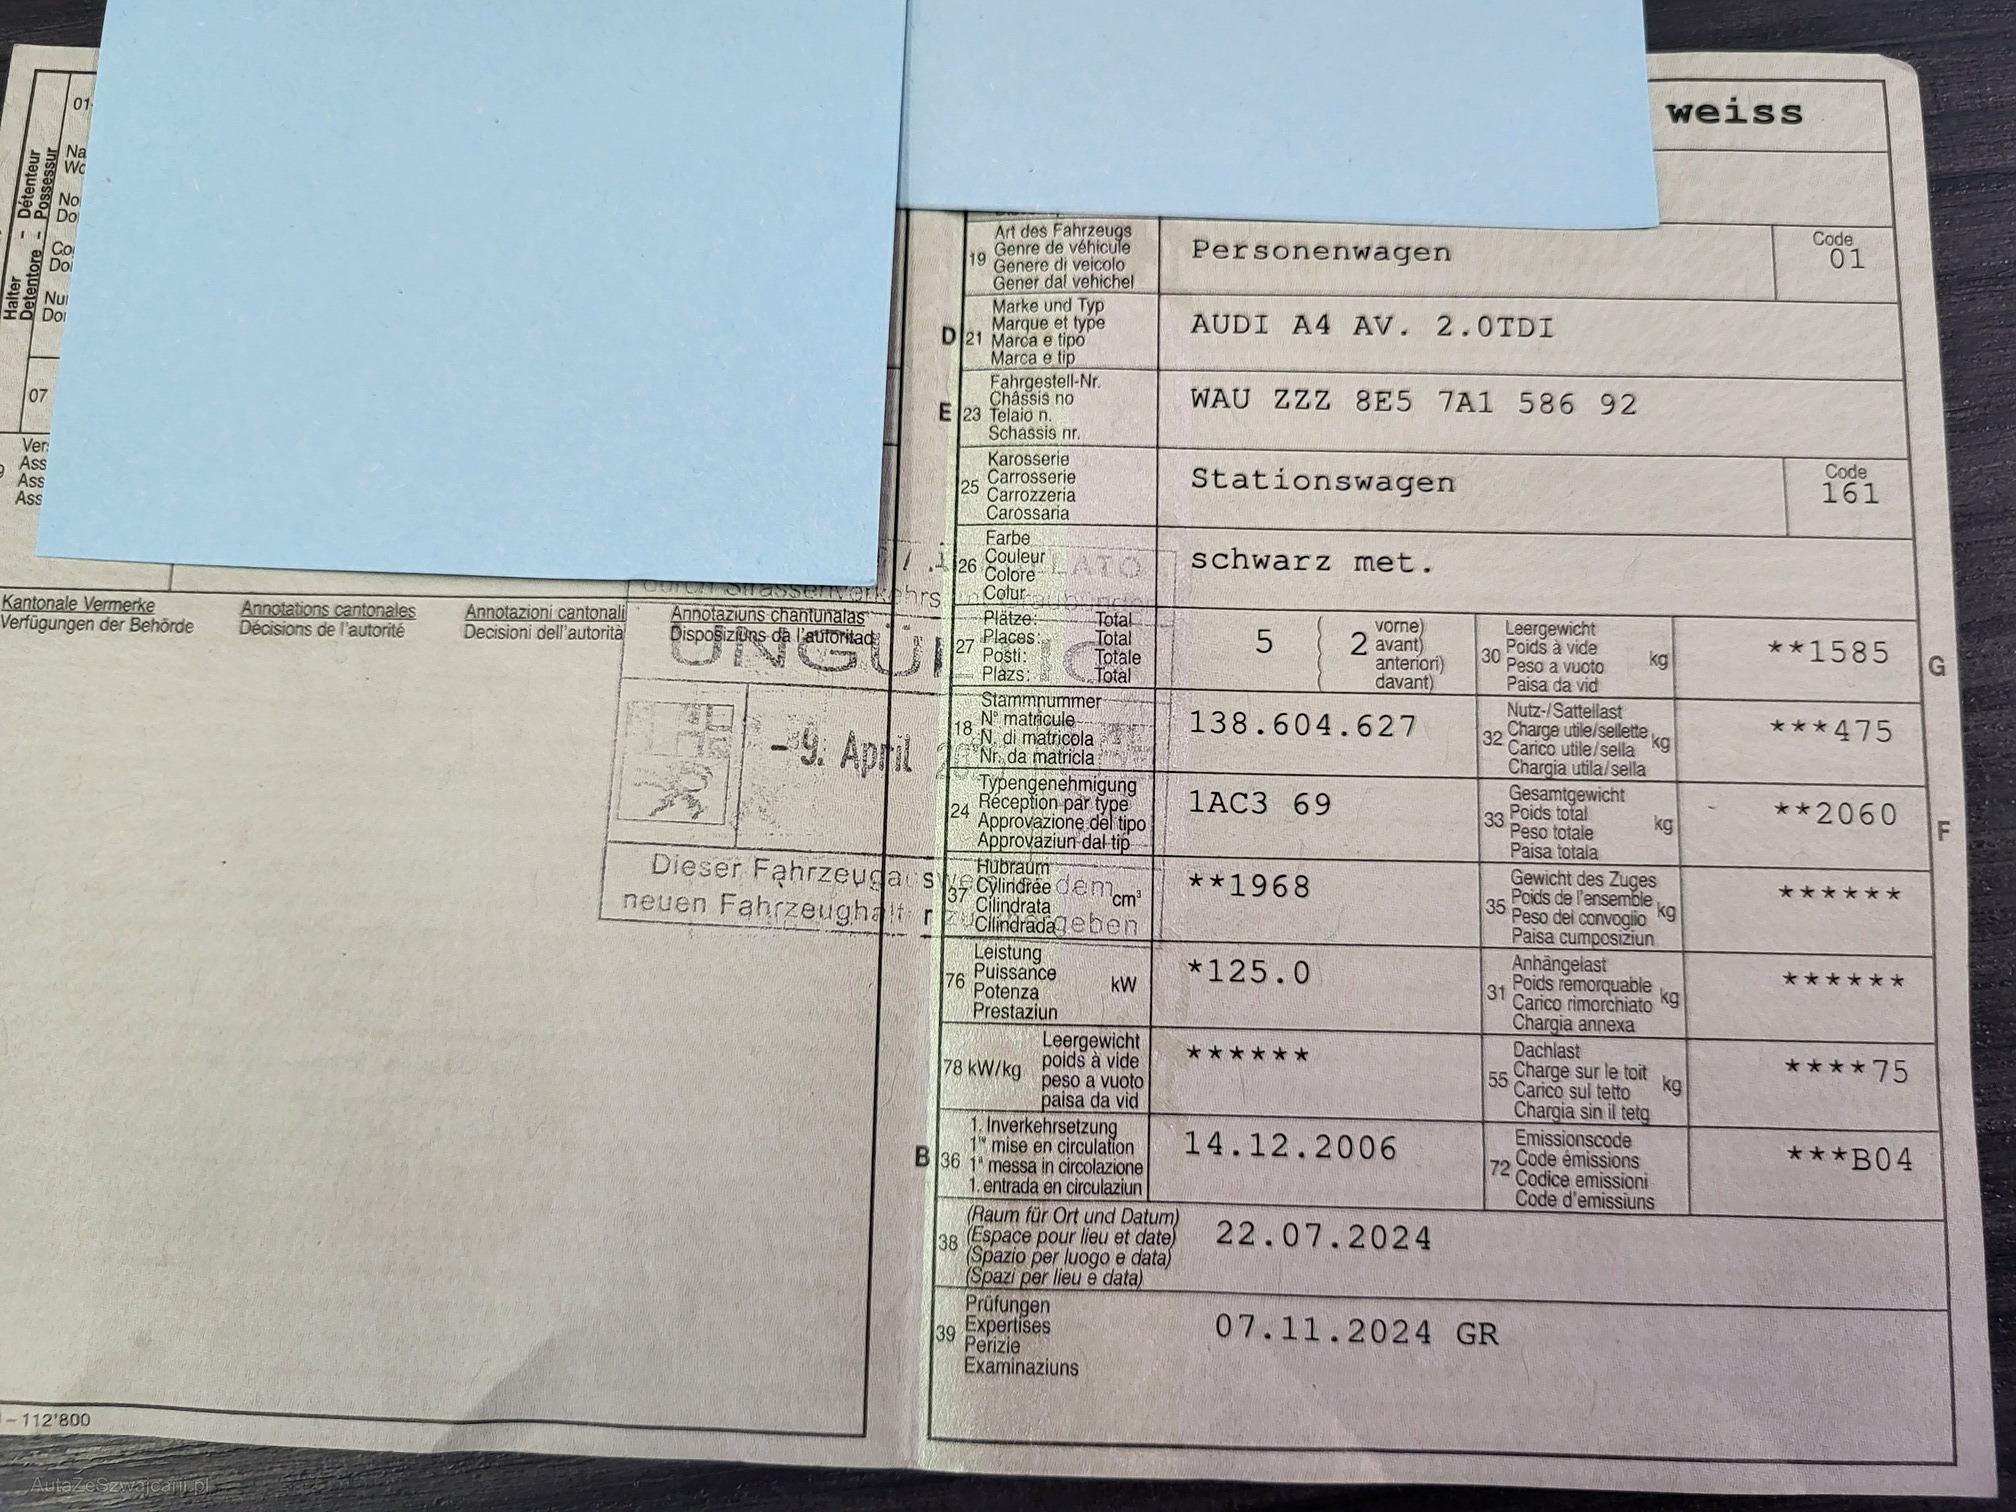 01
Halter
Détenteur
Detentore
Possessur
07
Kantonale Vermerke
Verfügungen der Behörde
Annotations cantonales
Décisions de l'autorité
Annotazioni cantonali
Decisioni dell'autorità
Annotaziuns chantunalas
Disposiziuns da l'autoritad
- 9. April
Dieser Fahrzeugausweis ist dem
neuen Fahrzeughalter zu übergeben
- 112'800
weiss
19
Art des Fahrzeugs
Genre de véhicule
Genere di veicolo
Gener dal vehichel
Personenwagen
Code
01
D
21
Marke und Typ
Marque et type
Marca e tipo
Marca e tip
AUDI A4 AV. 2.0TDI
E
23
Fahrgestell-Nr.
Châssis no
Telaio n.
Schassis nr.
WAU ZZZ 8E5 7A1 586 92
25
Karosserie
Carrosserie
Carrozzeria
Carossaria
Stationswagen
Code
161
26
Farbe
Couleur
Colore
Colur
schwarz met.
27
Plätze: Total
Places: Total
Posti: Totale
Plazs: Total
5
2
vorne)
avant)
anteriori)
davant)
30
Leergewicht
Poids à vide
Peso a vuoto
Paisa da vid
kg
**1585
G
18
Stammnummer
N° matricule
N. di matricola
Nr. da matricla
138.604.627
32
Nutz-/Sattellast
Charge utile/sellette
Carico utile/sella
Chargia utila/sella
kg
***475
24
Typengenehmigung
Réception par type
Approvazione del tipo
Approvaziun dal tip
1AC3 69
33
Gesamtgewicht
Poids total
Peso totale
Paisa totala
kg
**2060
F
37
Hubraum
Cylindrée
Cilindrata
Cilindrada
cm³
**1968
35
Gewicht des Zuges
Poids de l'ensemble
Peso del convoglio
Paisa cumposiziun
kg
******
76
Leistung
Puissance
Potenza
Prestaziun
kW
*125.0
31
Anhängelast
Poids remorquable
Carico rimorchiato
Chargia annexa
kg
******
78 kW/kg
Leergewicht
poids à vide
peso a vuoto
paisa da vid
******
55
Dachlast
Charge sur le toit
Carico sul tetto
Chargia sin il tetg
kg
****75
B
36
1. Inverkehrsetzung
1re mise en circulation
1a messa in circolazione
1. entrada en circulaziun
14.12.2006
72
Emissionscode
Code émissions
Codice emissioni
Code d'emissiuns
***B04
38
(Raum für Ort und Datum)
(Espace pour lieu et date)
(Spazio per luogo e data)
(Spazi per lieu e data)
22.07.2024
39
Prüfungen
Expertises
Perizie
Examinaziuns
07.11.2024 GR
AutaZeSzwajcarii.pl